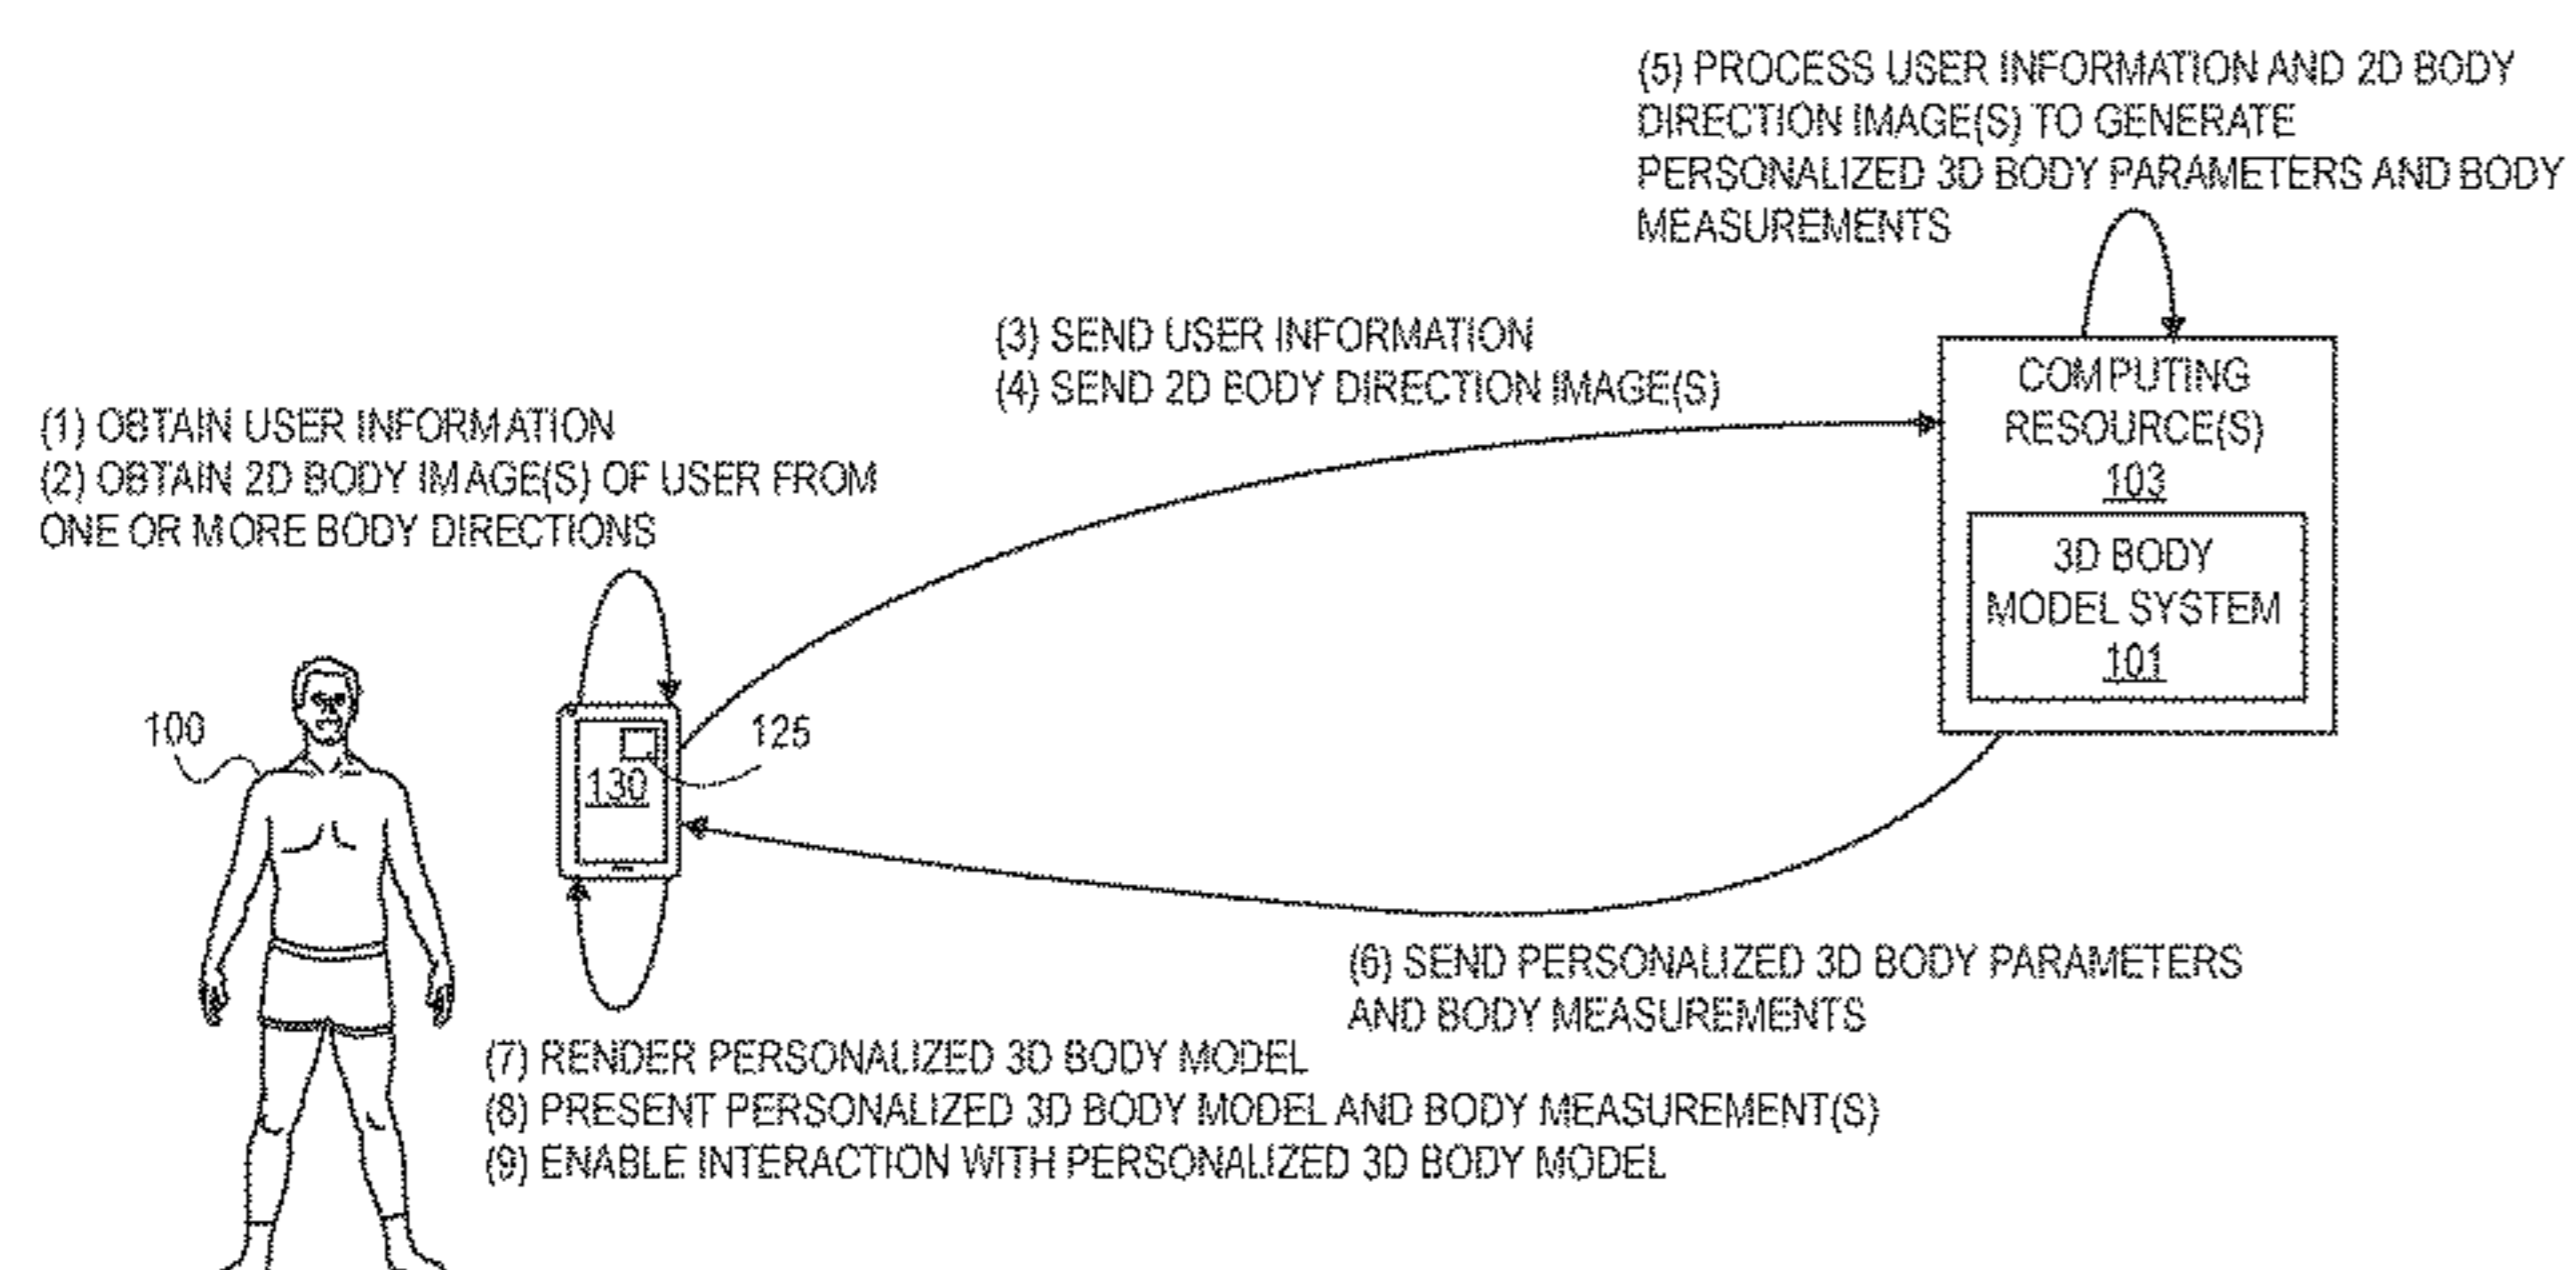 (5) PROCESS USER INFORMATION AND 2D BODY
DIRECTION IMAGE(S) TO GENERATE
PERSONALIZED 3D BODY PARAMETERS AND BODY
MEASUREMENTS
(3) SEND USER INFORMATION
(4) SEND 2D BODY DIRECTION IMAGE(S)
COMPUTING
RESOURCE(S)
103
3D BODY
MODEL SYSTEM
101
(1) OBTAIN USER INFORMATION
(2) OBTAIN 2D BODY IMAGE(S) OF USER FROM
ONE OR MORE BODY DIRECTIONS
100
125
130
(6) SEND PERSONALIZED 3D BODY PARAMETERS
AND BODY MEASUREMENTS
(7) RENDER PERSONALIZED 3D BODY MODEL
(8) PRESENT PERSONALIZED 3D BODY MODEL AND BODY MEASUREMENT(S)
(9) ENABLE INTERACTION WITH PERSONALIZED 3D BODY MODEL